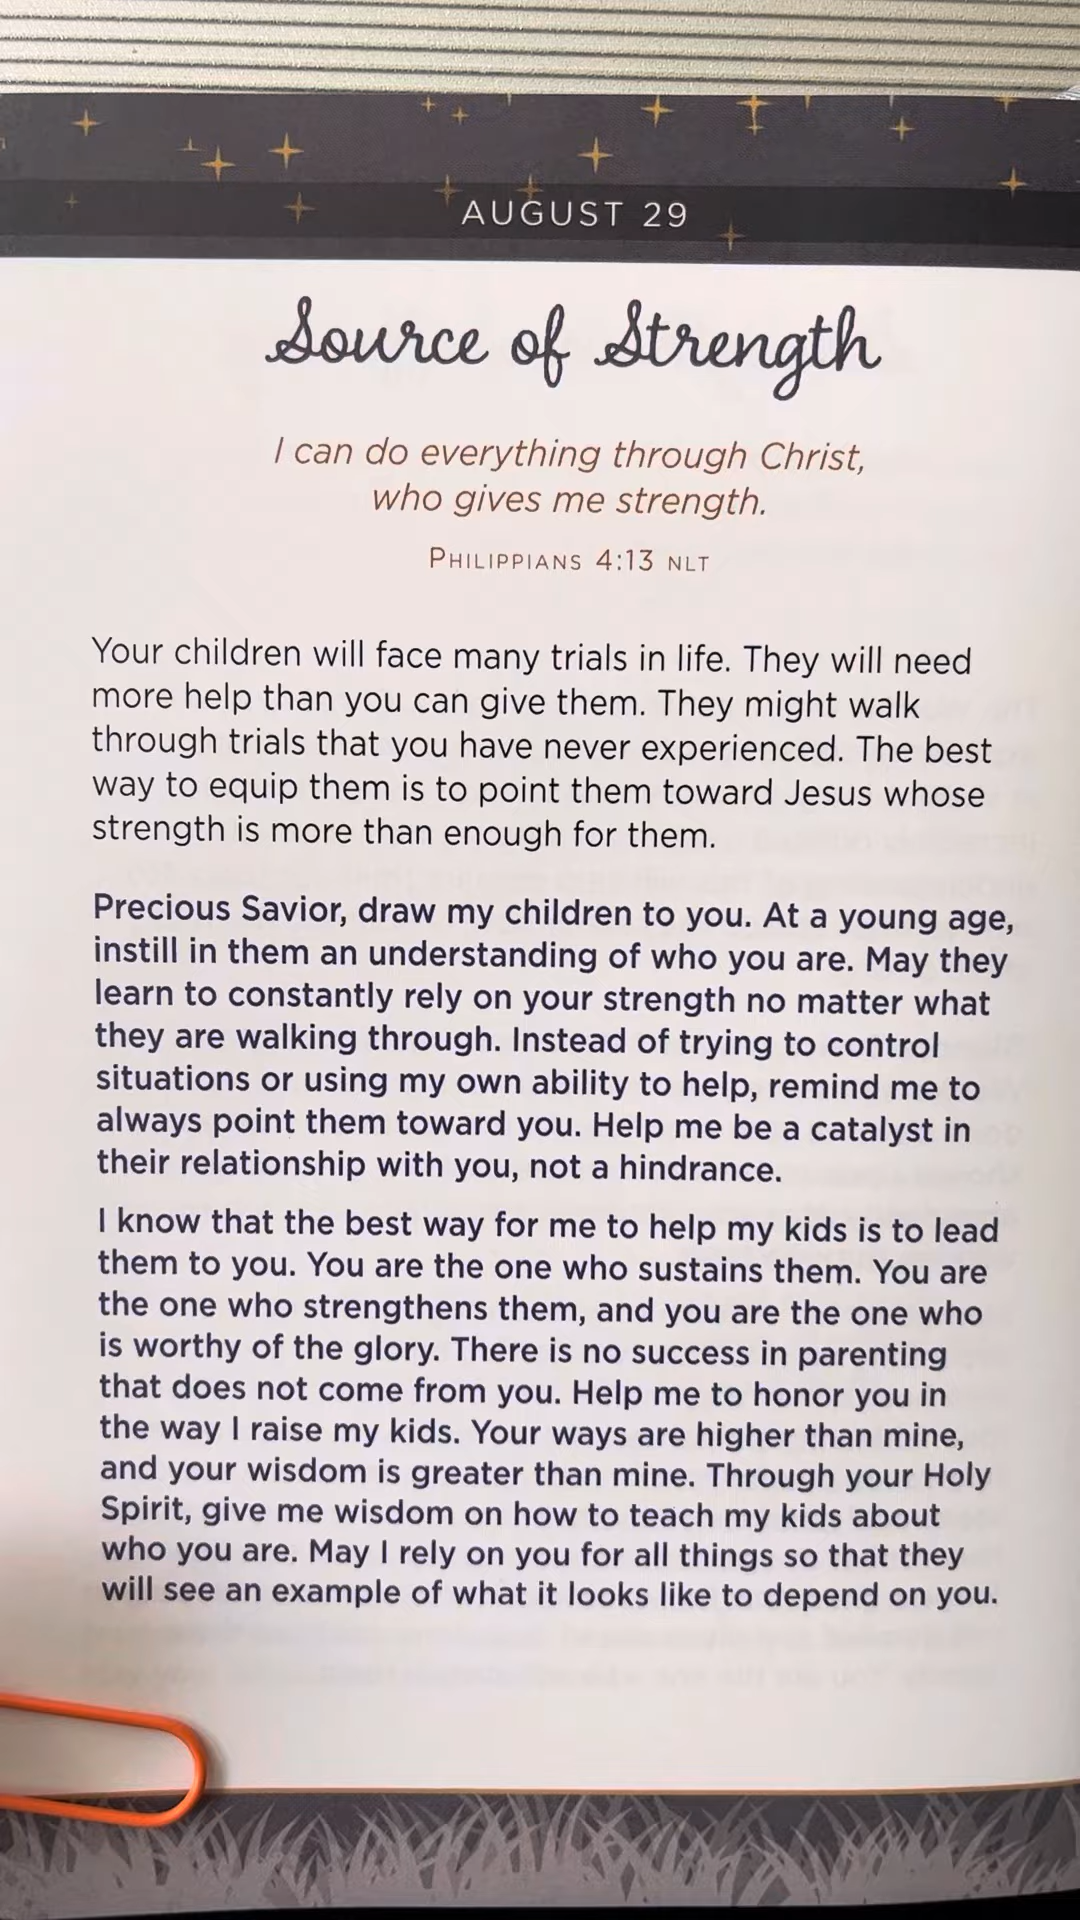 AUGUST 29
Source of Strength
I can do everything through Christ,
who gives me strength.
PHILIPPIANS 4:13 NLT
Your children will face many trials in life. They will need
more help than you can give them. They might walk
through trials that you have never experienced. The best
way to equip them is to point them toward Jesus whose
strength is more than enough for them.
Precious Savior, draw my children to you. At a young age,
instill in them an understanding of who you are. May they
learn to constantly rely on your strength no matter what
they are walking through. Instead of trying to control
situations or using my own ability to help, remind me to
always point them toward you. Help me be a catalyst in
their relationship with you, not a hindrance.
I know that the best way for me to help my kids is to lead
them to you. You are the one who sustains them. You are
the one who strengthens them, and you are the one who
is worthy of the glory. There is no success in parenting
that does not come from you. Help me to honor you in
the way I raise my kids. Your ways are higher than mine,
and your wisdom is greater than mine. Through your Holy
Spirit, give me wisdom on how to teach my kids about
who you are. May I rely on you for all things so that they
will see an example of what it looks like to depend on you.